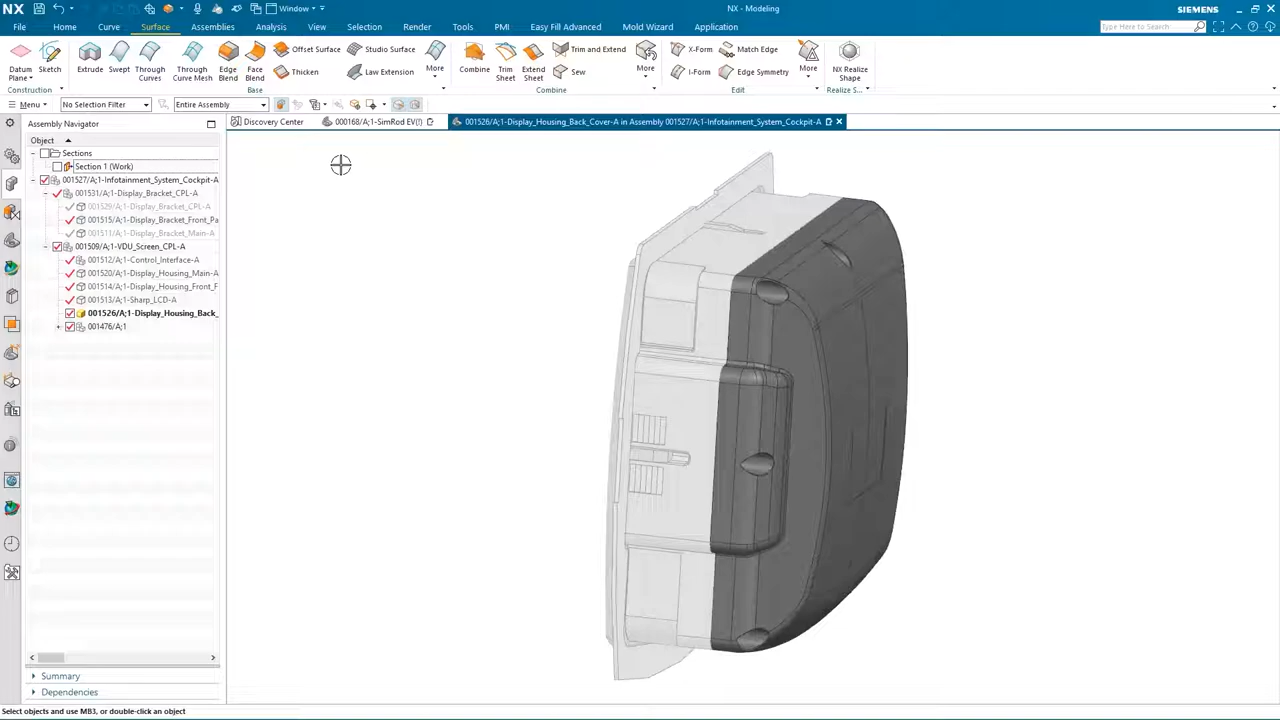 NX
Window
NX - Modeling
SIEMENS
File Home Curve Surface Assemblies Analysis View Selection Render Tools PMI Easy Fill Advanced Mold Wizard Application
Type Here to Search
Datum Plane
Sketch
Extrude
Swept
Through Curves
Through Curve Mesh
Edge Blend
Face Blend
Offset Surface
Thicken
Studio Surface
Law Extension
More
Combine
Trim Sheet
Extend Sheet
Trim and Extend
Sew
More
X-Form
I-Form
Match Edge
Edge Symmetry
More
NX Realize Shape
Construction
Base
Combine
Edit
Realize S...
Menu
No Selection Filter
Entire Assembly
Assembly Navigator
Discovery Center
000168/A;1-SimRod EV(!)
001526/A;1-Display_Housing_Back_Cover-A in Assembly 001527/A;1-Infotainment_System_Cockpit-A
Object
Sections
Section 1 (Work)
001527/A;1-Infotainment_System_Cockpit-A
001531/A;1-Display_Bracket_CPL-A
001529/A;1-Display_Bracket_CPL-A
001515/A;1-Display_Bracket_Front_Pa
001511/A;1-Display_Bracket_Main-A
001509/A;1-VDU_Screen_CPL-A
001512/A;1-Control_Interface-A
001520/A;1-Display_Housing_Main-A
001514/A;1-Display_Housing_Front_F
001513/A;1-Sharp_LCD-A
001526/A;1-Display_Housing_Back_
001476/A;1
Summary
Dependencies
Select objects and use MB3, or double-click an object